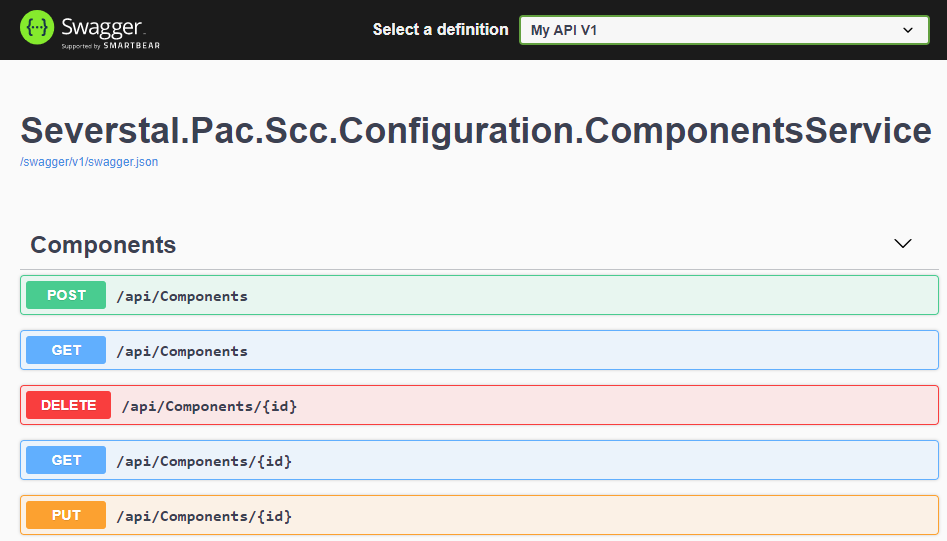 {···} Swagger
Supported by SMARTBEAR
Select a definition
My API V1
Severstal.Pac.Scc.Configuration.ComponentsService
/swagger/v1/swagger.json
Components
POST /api/Components
GET /api/Components
DELETE /api/Components/{id}
GET /api/Components/{id}
PUT /api/Components/{id}